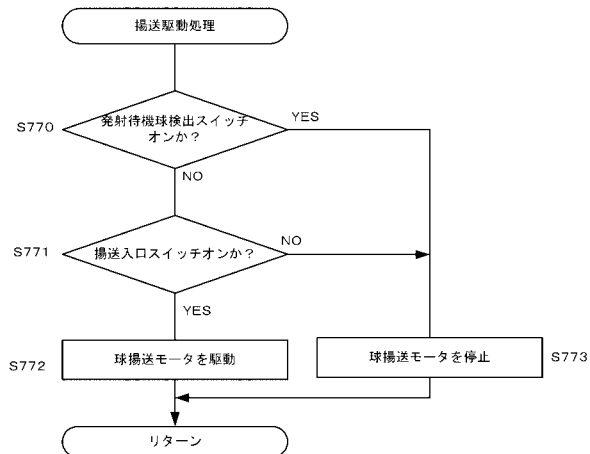 揚送駆動処理
S770
発射待機球検出スイッチ
オンか？
YES
NO
S771
揚送入口スイッチオンか？
NO
YES
S772
球揚送モータを駆動
球揚送モータを停止
S773
リターン